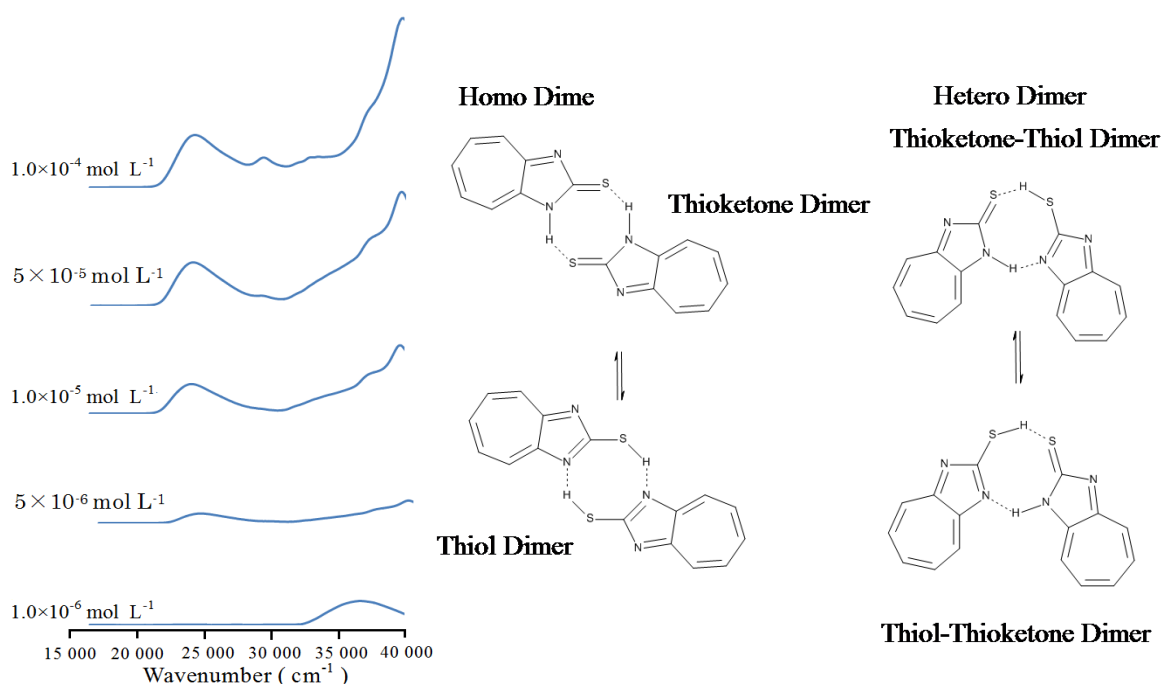 1.0×10⁻⁴ mol L⁻¹
5×10⁻⁵ mol L⁻¹
1.0×10⁻⁵ mol L⁻¹
5×10⁻⁶ mol L⁻¹
1.0×10⁻⁶ mol L⁻¹
15 000 20 000 25 000 30 000 35 000 40 000
Wavenumber ( cm⁻¹ )
Homo Dime
N
S
N
H
H
N
S
N
Thioketone Dimer
N
S
N
H
H
N
S
N
Thiol Dimer
Hetero Dimer
Thioketone-Thiol Dimer
H
S
S
N
N
N
H
N
S
H
S
N
N
N
H
N
Thiol-Thioketone Dimer